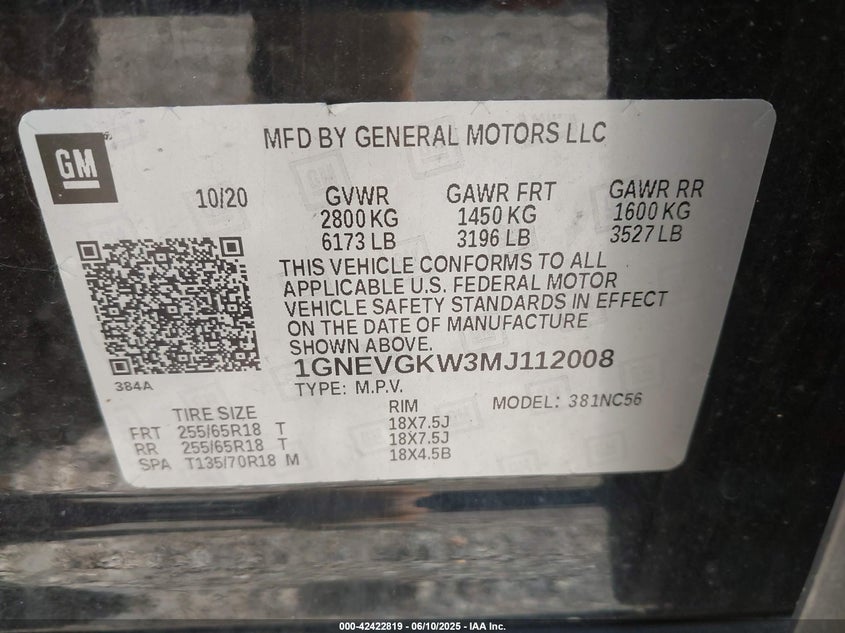 MFD BY GENERAL MOTORS LLC
GM
10/20
GVWR GAWR FRT GAWR RR
2800 KG 1450 KG 1600 KG
6173 LB 3196 LB 3527 LB
THIS VEHICLE CONFORMS TO ALL
APPLICABLE U.S. FEDERAL MOTOR
VEHICLE SAFETY STANDARDS IN EFFECT
ON THE DATE OF MANUFACTURE
SHOWN ABOVE.
1GNEVGKW3MJ112008
384A
TYPE: M.P.V. MODEL: 381NC56
TIRE SIZE RIM
FRT 255/65R18 T 18X7.5J
RR 255/65R18 T 18X7.5J
SPA T135/70R18 M 18X4.5B
000-42422819 - 06/10/2025 - IAA Inc.